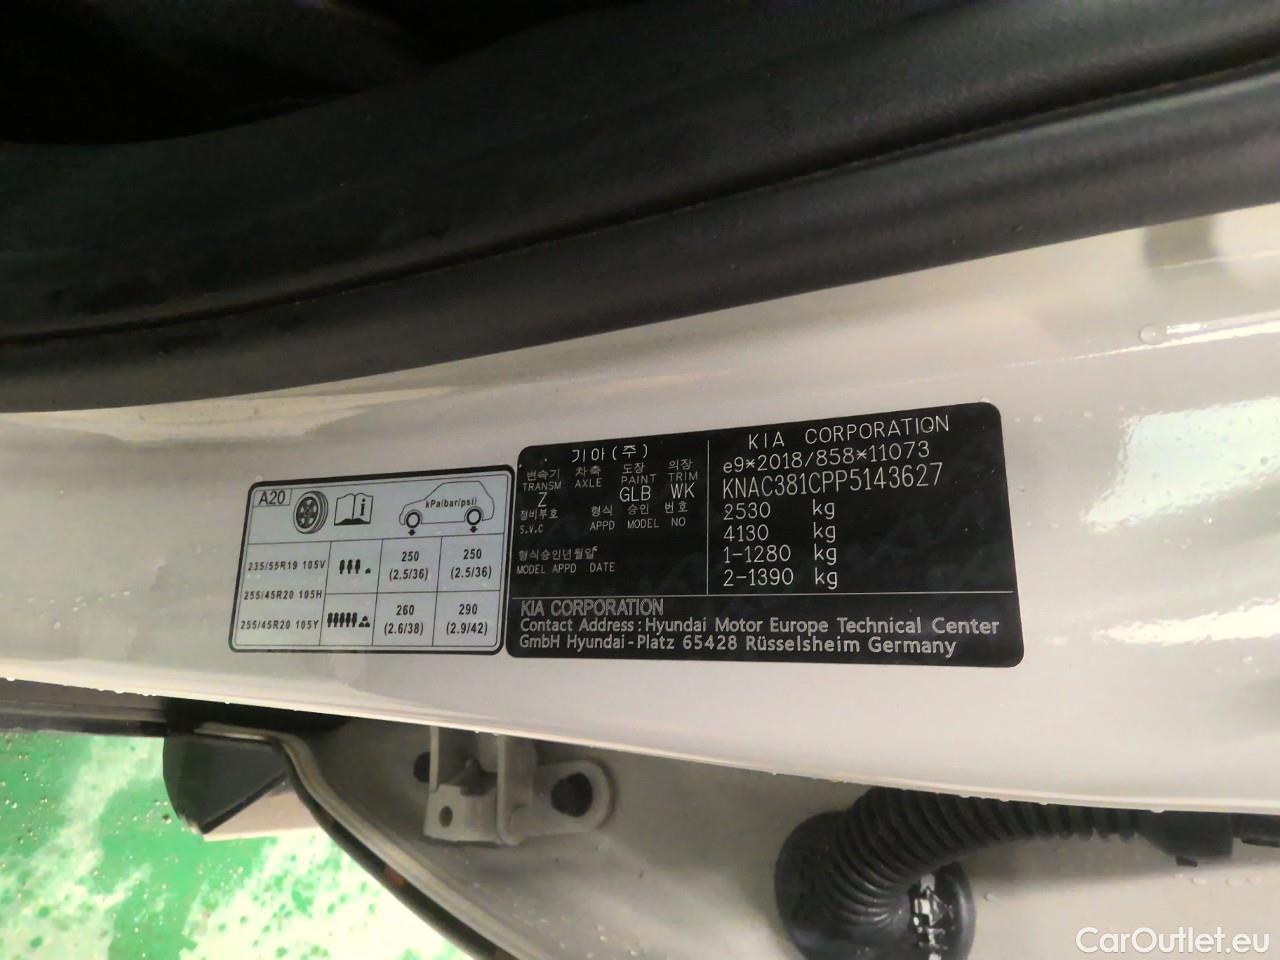 A20
kPa(bar/psi)
235/55R19 105V
255/45R20 105H
255/45R20 105Y
250
(2.5/36)
250
(2.5/36)
260
(2.6/38)
290
(2.9/42)
기아(주)
변속기 차축 도장 의장
TRANSM AXLE PAINT TRIM
Z GLB WK
정비부호 형식 승인 번호
S.V.C APPD MODEL NO
형식승인년월일
MODEL APPD DATE
KIA CORPORATION
e9*2018/858*11073
KNAC381CPP5143627
2530 kg
4130 kg
1-1280 kg
2-1390 kg
KIA CORPORATION
Contact Address : Hyundai Motor Europe Technical Center
GmbH Hyundai-Platz 65428 Rüsselsheim Germany
CarOutlet.eu